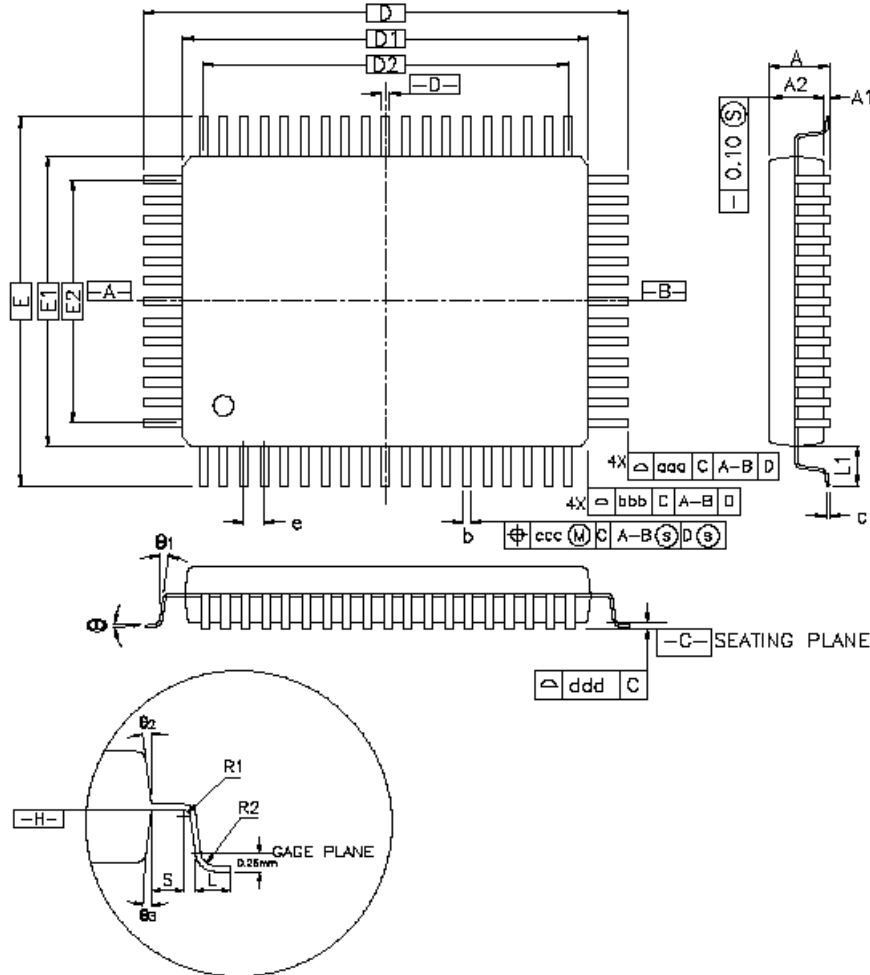 D
D1
D2
-D-
A
A2
A1
- 0.10 Ⓢ
E
E1
E2
-A-
-B-
4X ⌓ aaa C A-B D
4X ⌓ bbb C A-B D
e
b
⌖ ccc Ⓜ C A-B Ⓢ D Ⓢ
L1
c
θ1
θ
-C- SEATING PLANE
⌓ ddd C
θ2
R1
-H-
R2
GAGE PLANE
0.25mm
S
L
θ3